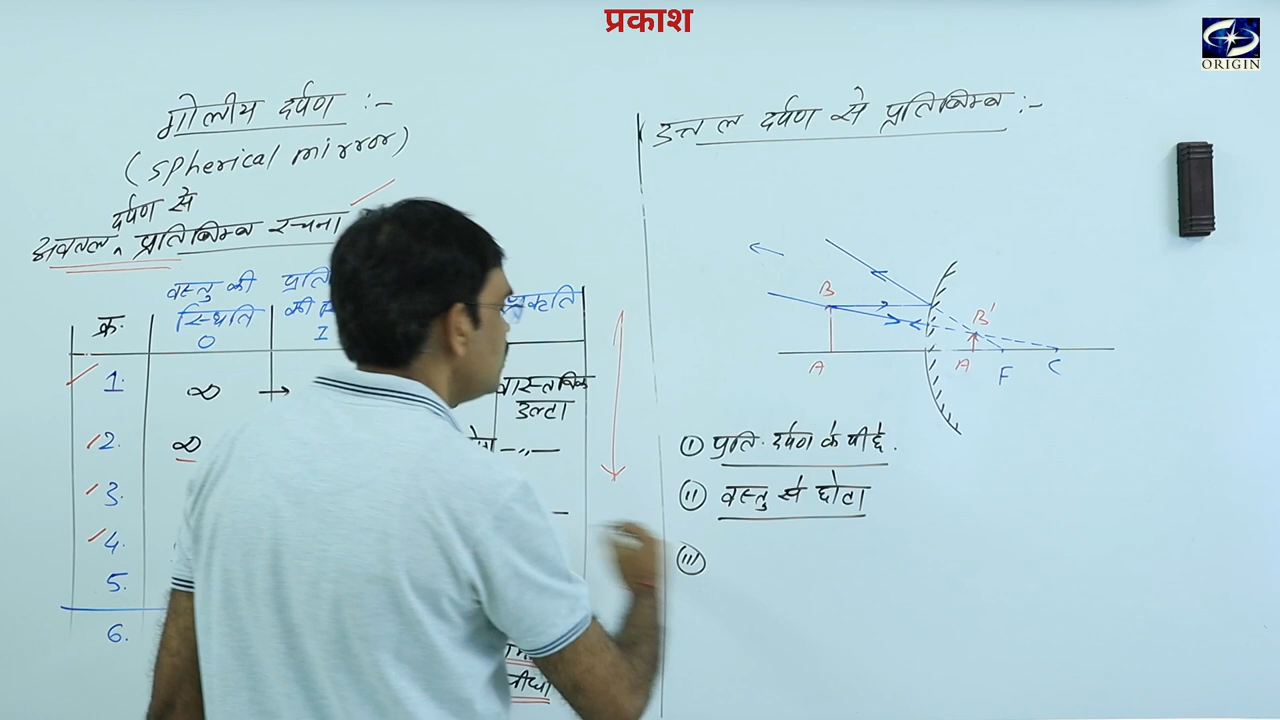 प्रकाश
ORIGIN
गोलीय दर्पण :-
(Spherical mirror)
दर्पण से
अवतल ^ प्रतिबिम्ब रचना
क्र.
वस्तु की
स्थिति
O
प्रति
की
I
प्रकृति
1. ∞ → वास्तविक
उल्टा
2. ∞ —„—
3.
4.
5.
6.
उत्तल दर्पण से प्रतिबिम्ब :-
B
A
B'
A
F
C
(i) प्रति. दर्पण के पीछे.
(ii) वस्तु से छोटा
(iii)